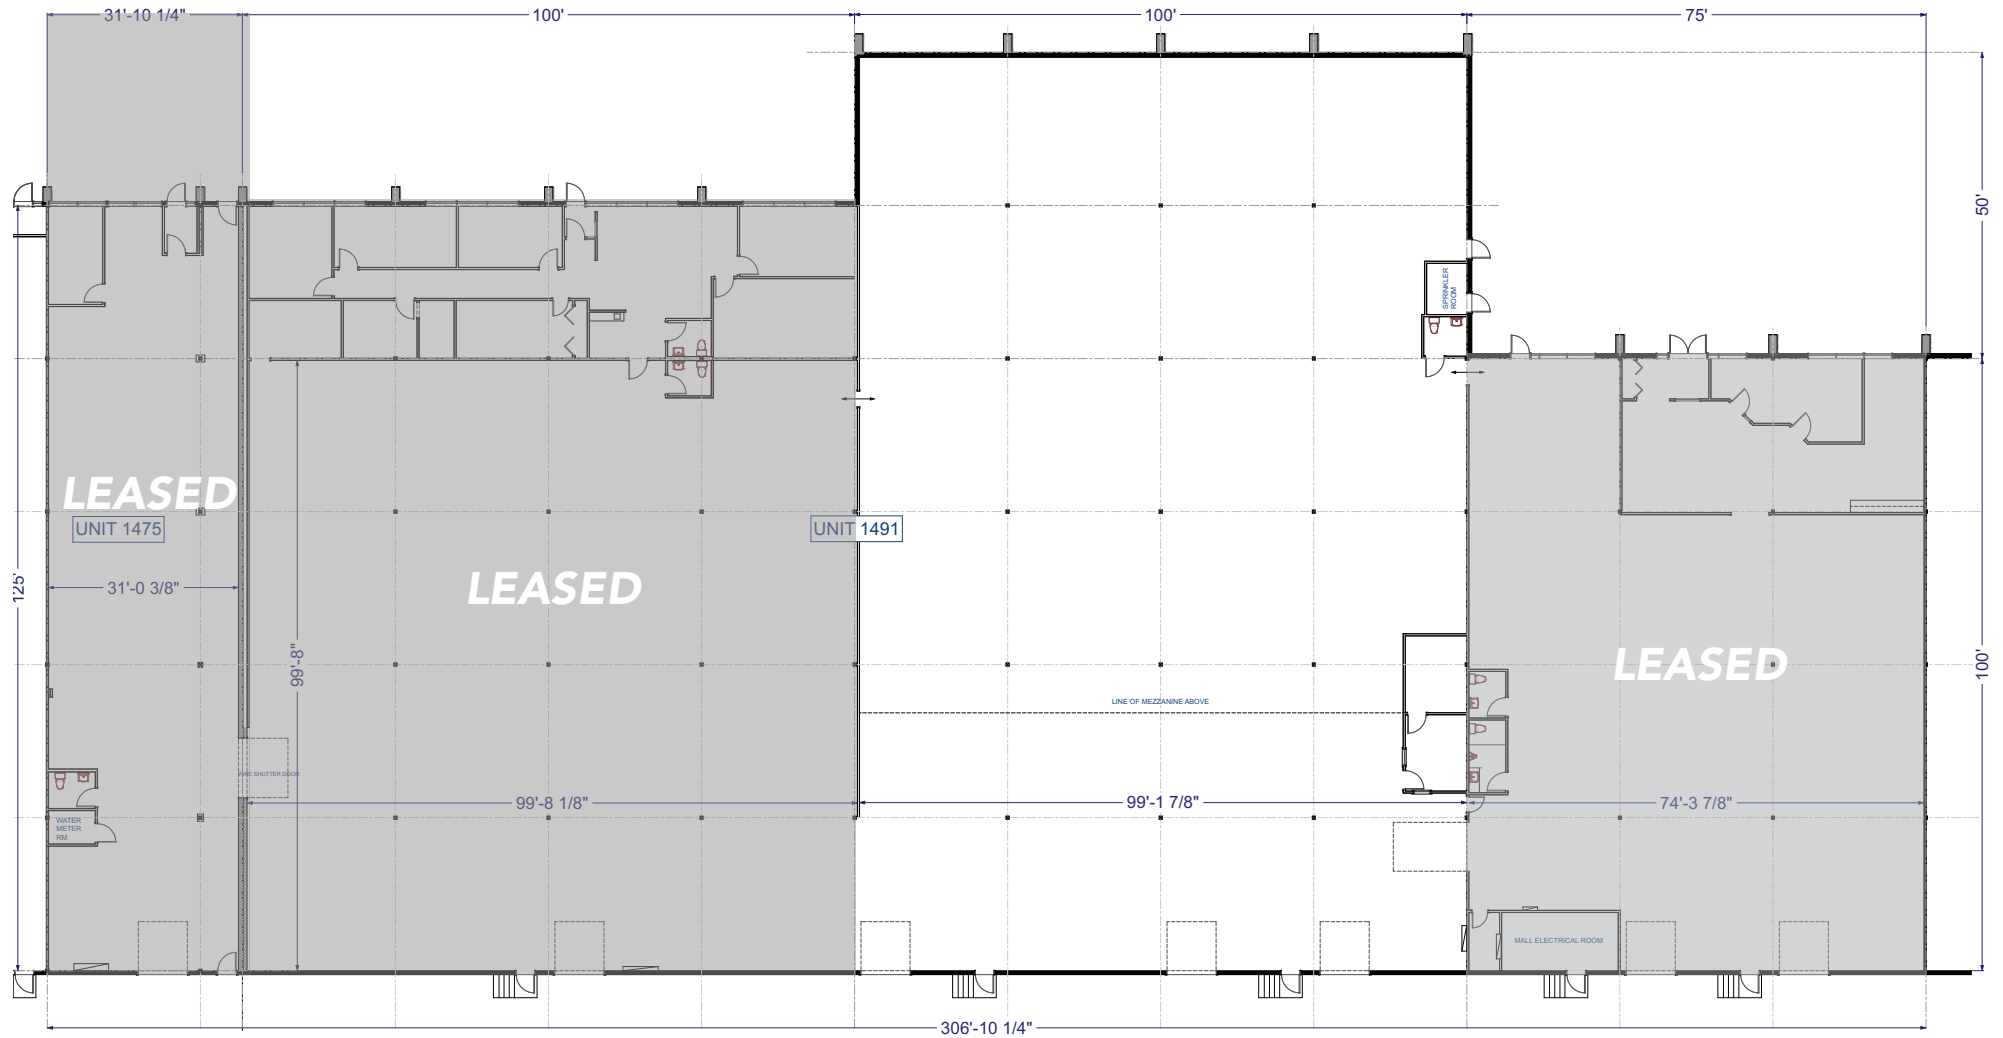 31'-10 1/4"
100'
100'
75'
50'
SPRINKLER
ROOM
LEASED
UNIT 1475
UNIT 1491
125'
31'-0 3/8"
LEASED
99'-8"
LEASED
100'
LINE OF MEZZANINE ABOVE
FIRE SHUTTER DOOR
99'-8 1/8"
99'-1 7/8"
74'-3 7/8"
WATER
METER
RM
MALL ELECTRICAL ROOM
306'-10 1/4"